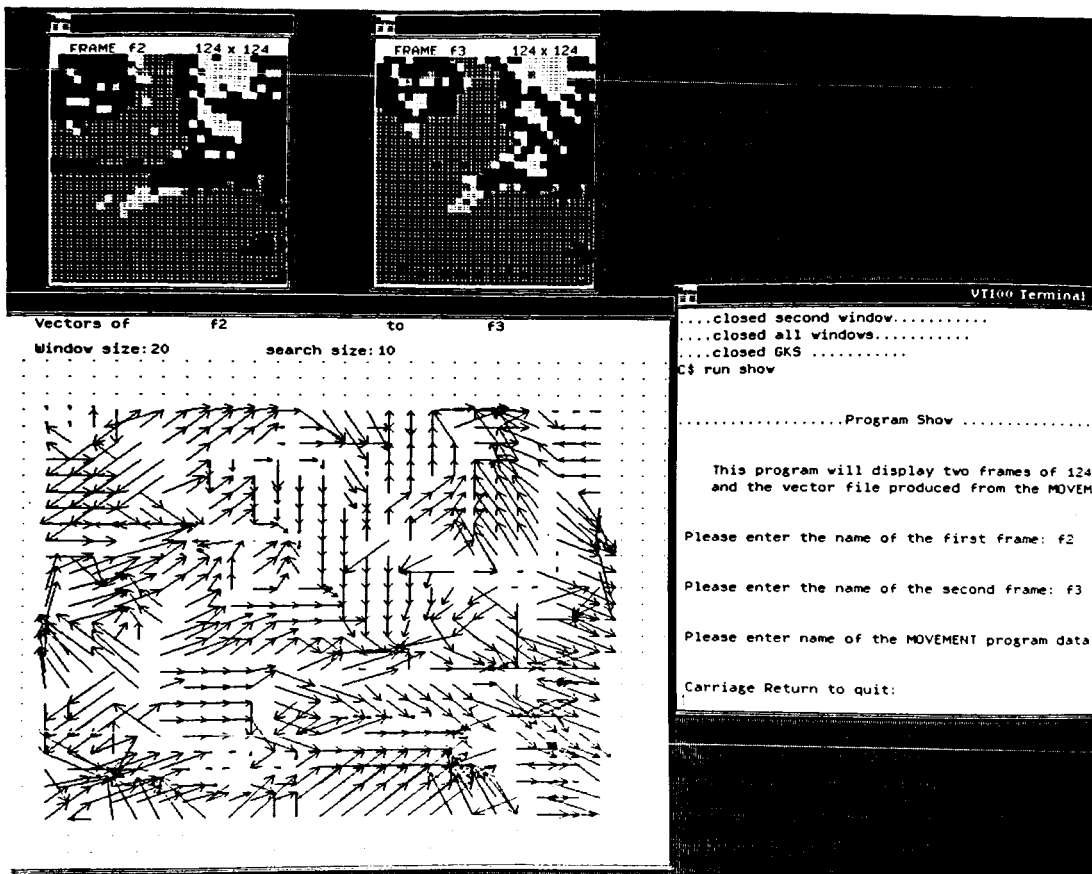 FRAME f2 124 x 124
FRAME f3 124 x 124
Vectors of f2 to f3
Window size:20 search size:10
VT100 Terminal
....closed second window...........
....closed all windows...........
....closed GKS ...........
C$ run show
..................Program Show ..............
This program will display two frames of 124
and the vector file produced from the MOVEM
Please enter the name of the first frame: f2
Please enter the name of the second frame: f3
Please enter name of the MOVEMENT program data
Carriage Return to quit: